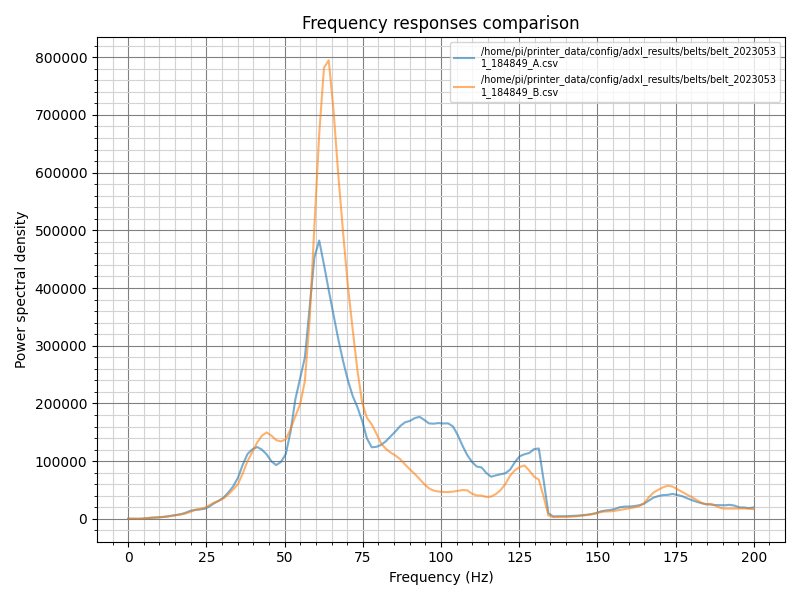 Frequency responses comparison
/home/pi/printer_data/config/adxl_results/belts/belt_2023053
1_184849_A.csv
/home/pi/printer_data/config/adxl_results/belts/belt_2023053
1_184849_B.csv
800000
700000
600000
500000
400000
300000
200000
100000
0
Power spectral density
0 25 50 75 100 125 150 175 200
Frequency (Hz)